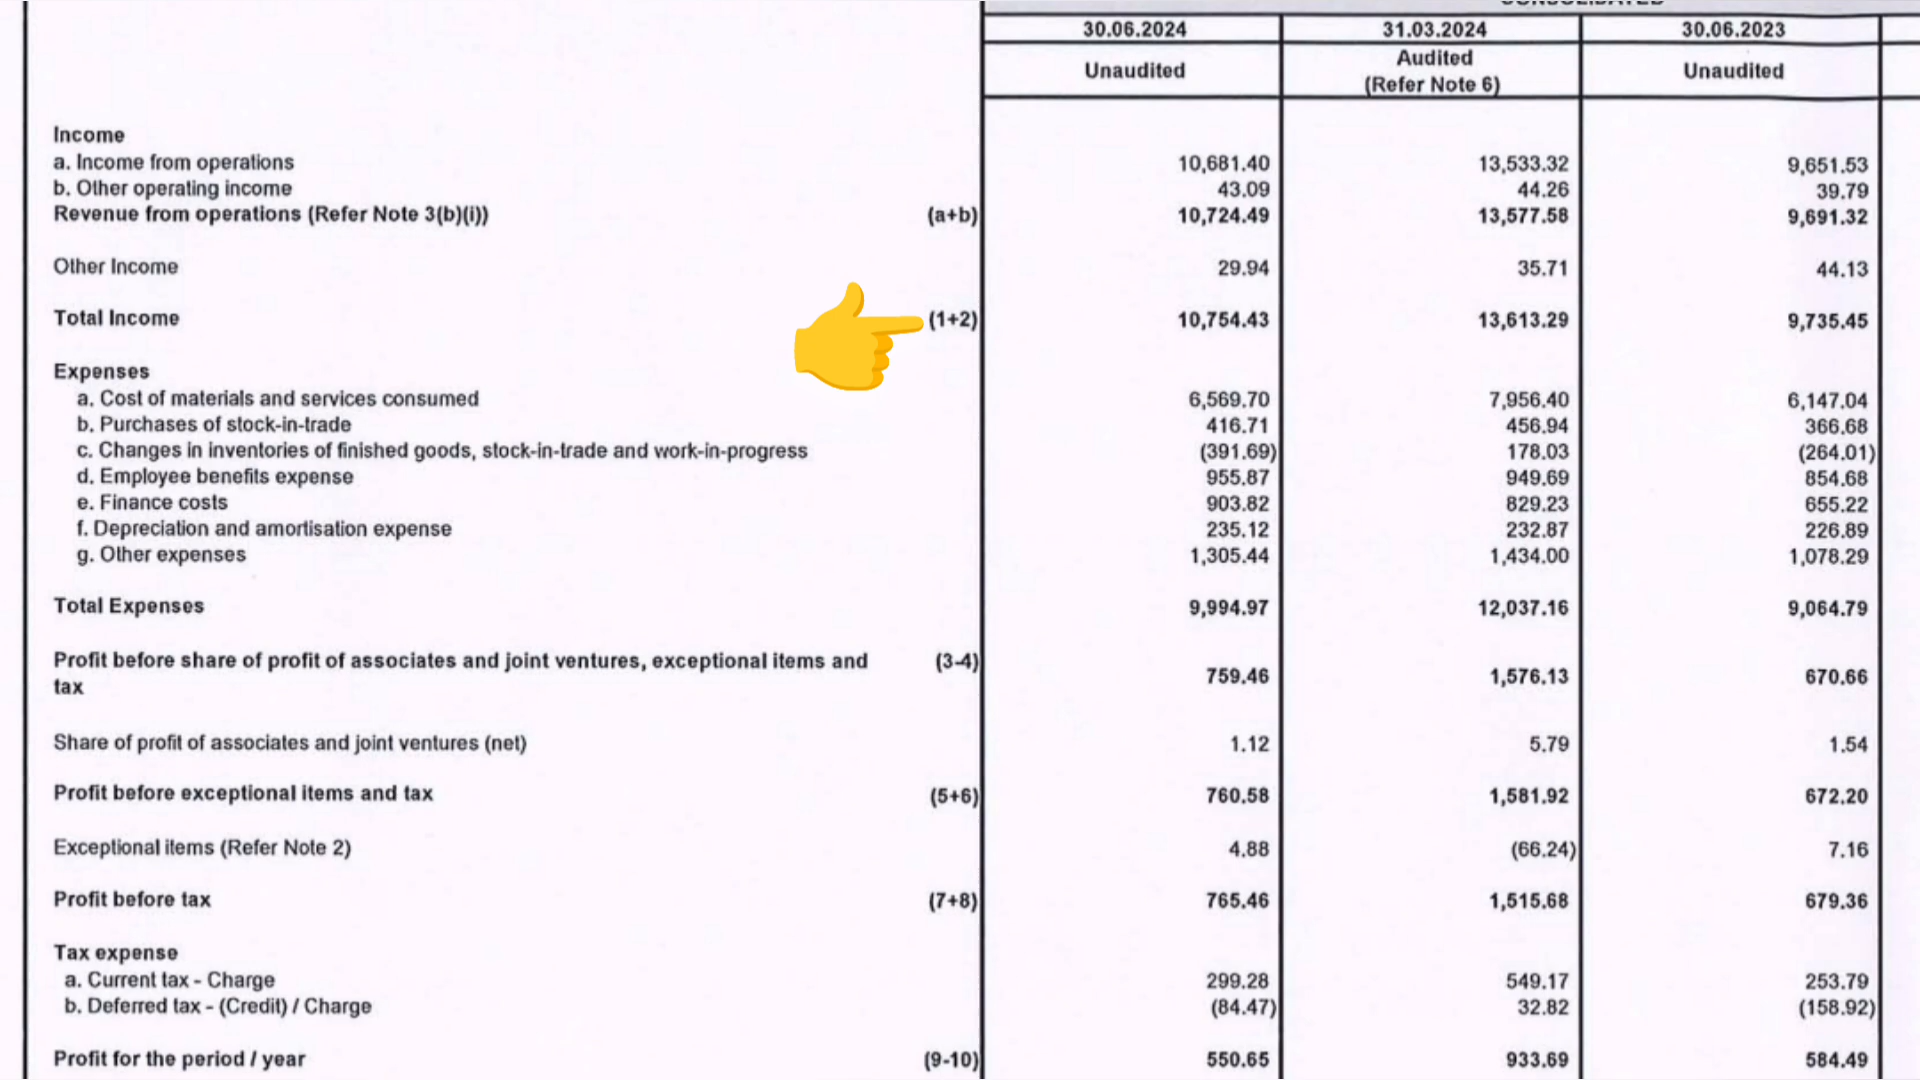 30.06.2024 31.03.2024 30.06.2023
Unaudited Audited (Refer Note 6) Unaudited
Income
a. Income from operations 10,681.40 13,533.32 9,651.53
b. Other operating income 43.09 44.26 39.79
Revenue from operations (Refer Note 3(b)(i)) (a+b) 10,724.49 13,577.58 9,691.32
Other Income 29.94 35.71 44.13
Total Income (1+2) 10,754.43 13,613.29 9,735.45
Expenses
a. Cost of materials and services consumed 6,569.70 7,956.40 6,147.04
b. Purchases of stock-in-trade 416.71 456.94 366.68
c. Changes in inventories of finished goods, stock-in-trade and work-in-progress (391.69) 178.03 (264.01)
d. Employee benefits expense 955.87 949.69 854.68
e. Finance costs 903.82 829.23 655.22
f. Depreciation and amortisation expense 235.12 232.87 226.89
g. Other expenses 1,305.44 1,434.00 1,078.29
Total Expenses 9,994.97 12,037.16 9,064.79
Profit before share of profit of associates and joint ventures, exceptional items and (3-4)
tax 759.46 1,576.13 670.66
Share of profit of associates and joint ventures (net) 1.12 5.79 1.54
Profit before exceptional items and tax (5+6) 760.58 1,581.92 672.20
Exceptional items (Refer Note 2) 4.88 (66.24) 7.16
Profit before tax (7+8) 765.46 1,515.68 679.36
Tax expense
a. Current tax - Charge 299.28 549.17 253.79
b. Deferred tax - (Credit) / Charge (84.47) 32.82 (158.92)
Profit for the period / year (9-10) 550.65 933.69 584.49